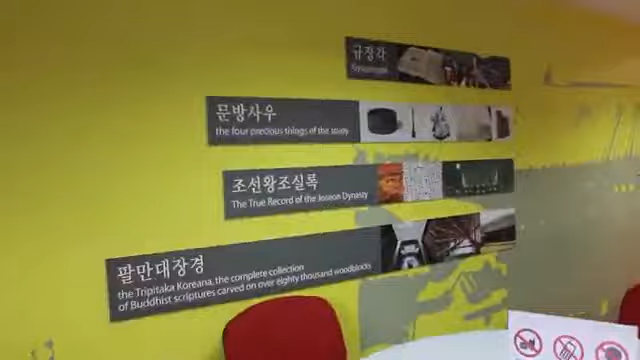 규장각
Kyujanggak
문방사우
the four precious things of the study
조선왕조실록
The True Record of the Joseon Dynasty
팔만대장경
the Tripitaka Koreana, the complete collection
of Buddhist scriptures carved on over eighty thousand woodblocks